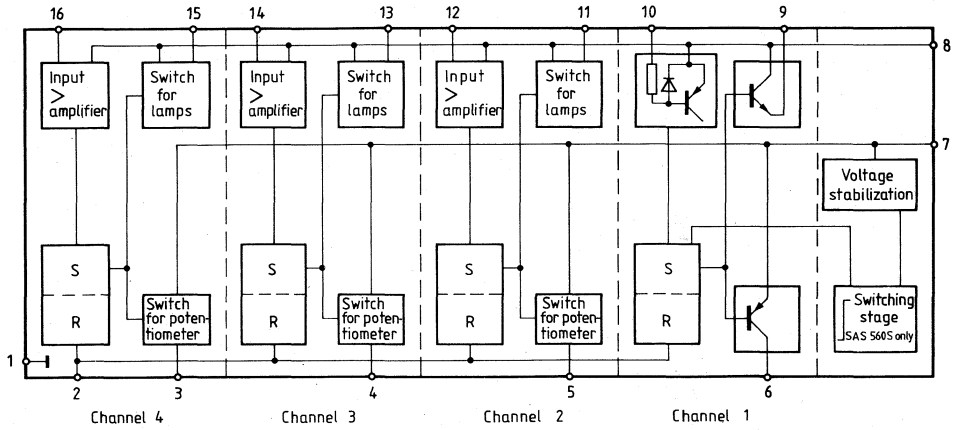 16 15 14 13 12 11 10 9
8
Input
>
amplifier
Switch
for
lamps
Input
>
amplifier
Switch
for
lamps
Input
>
amplifier
Switch
for
lamps
7
Voltage
stabilization
S
R
Switch
for poten-
tiometer
S
R
Switch
for poten-
tiometer
S
R
Switch
for poten-
tiometer
S
R
Switching
stage
SAS 560S only
1
2 3 4 5 6
Channel 4 Channel 3 Channel 2 Channel 1